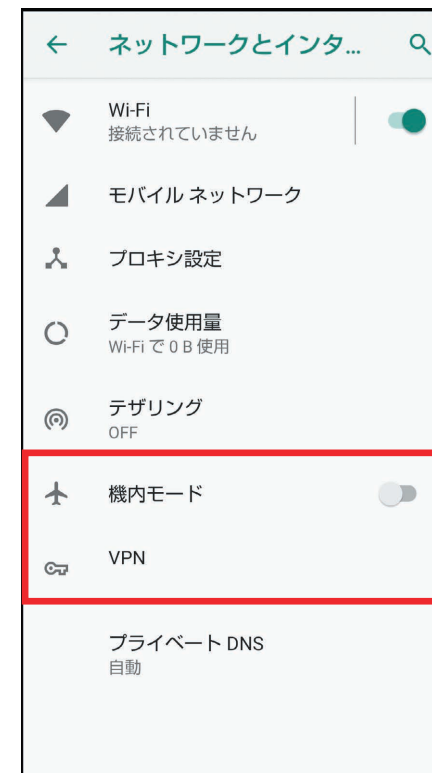 ネットワークとインタ...
Wi-Fi
接続されていません
モバイル ネットワーク
プロキシ設定
データ使用量
Wi-Fi で 0 B 使用
テザリング
OFF
機内モード
VPN
プライベート DNS
自動